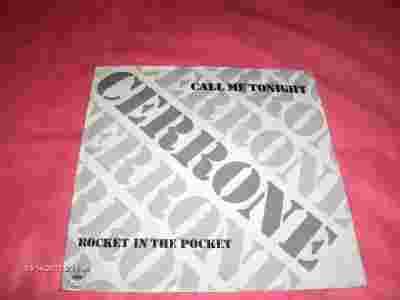 CALL ME TONIGHT
CERRONE
ROCKET IN THE POCKET